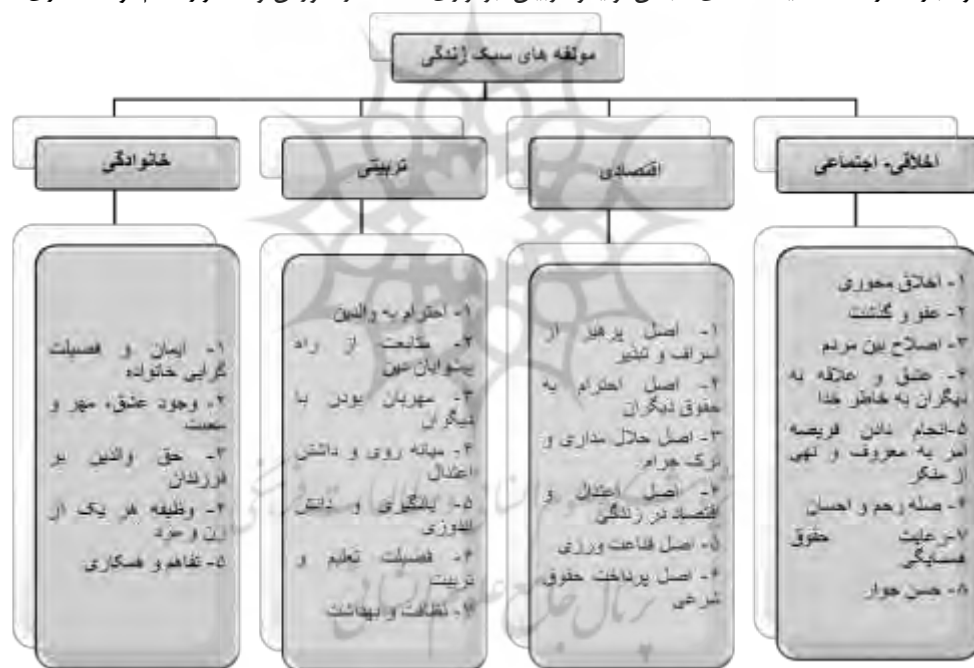 مولفه های سبک زندگی
اخلاقی- اجتماعی
۱- اخلاق محوری
۲- عفو و گذشت
۳- اصلاح بین مردم
۴- عشق و علاقه به
دیگران به خاطر خدا
۵-انجام دادن فریضه
امر به معروف و نهی
از منکر
۶- صله رحم و احسان
۷-رعایت حقوق
همسایگی
۸- حسن جوار
اقتصادی
۱- اصل پرهیز از
اسراف و تبذیر
۲- اصل احترام به
حقوق دیگران
۳- اصل حلال مداری و
ترک حرام
۴- اصل اعتدال و
اقتصاد در زندگی
۵- اصل قناعت ورزی
۶- اصل پرداخت حقوق
شرعی
تربیتی
۱- احترام به والدین
۲- متابعت از راه
پیشوایان دین
۳- مهربان بودن با
دیگران
۴- میانه روی و داشتن
اعتدال
۵- یادگیری و دانش
اندوزی
۶- فضیلت تعلیم و
تربیت
۷- نظافت و بهداشت
خانوادگی
۱- ایمان و فضیلت
گرایی خانواده
۲- وجود عشق، مهر و
۳- حق والدین بر
فرزندان
۴- وظیفه هر یک از
زن و مرد
۵- تفاهم و همکاری
پرتال جامع علوم انسانی